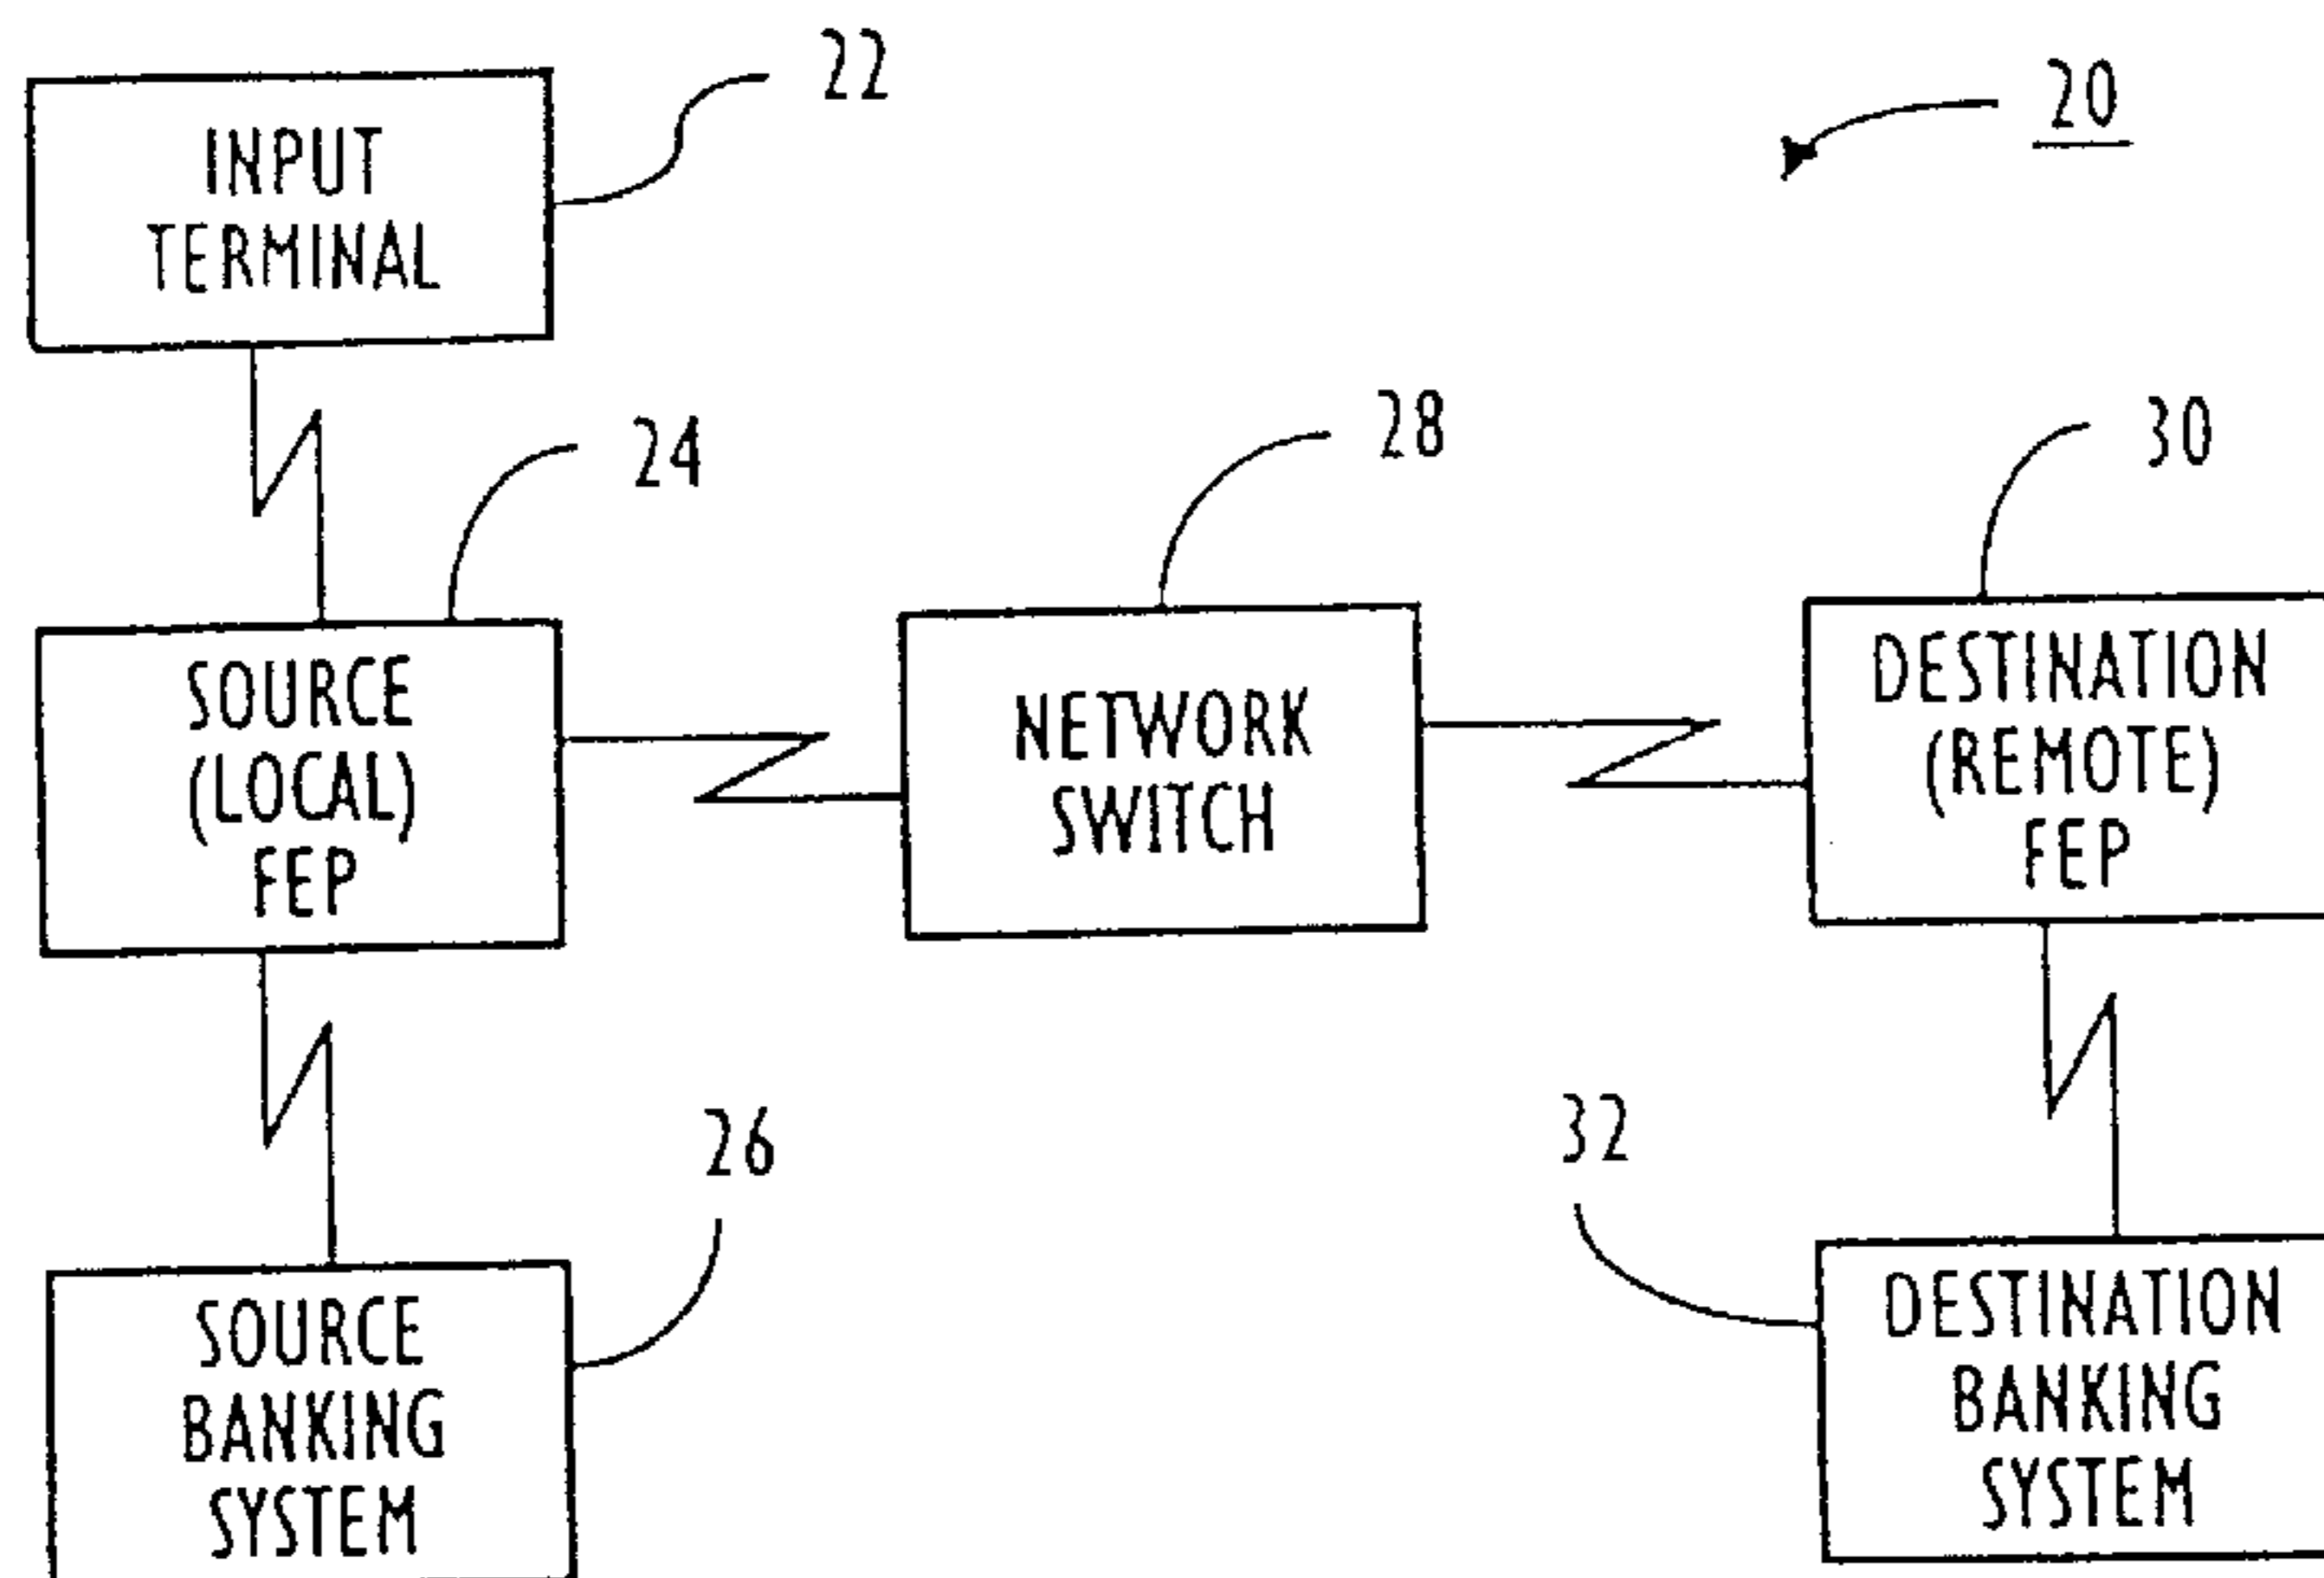 22
20
INPUT
TERMINAL
24
28
30
SOURCE
(LOCAL)
FEP
NETWORK
SWITCH
DESTINATION
(REMOTE)
FEP
26
32
SOURCE
BANKING
SYSTEM
DESTINATION
BANKING
SYSTEM